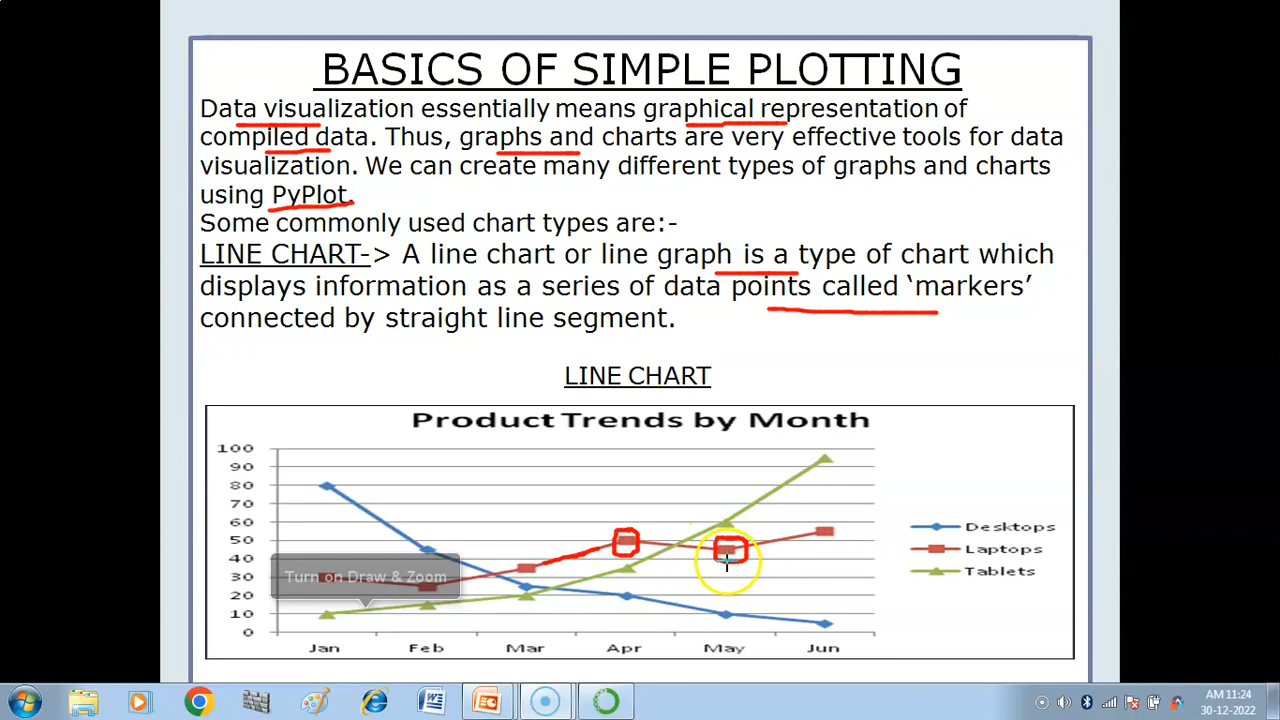 BASICS OF SIMPLE PLOTTING
Data visualization essentially means graphical representation of
compiled data. Thus, graphs and charts are very effective tools for data
visualization. We can create many different types of graphs and charts
using PyPlot.
Some commonly used chart types are:-
LINE CHART-> A line chart or line graph is a type of chart which
displays information as a series of data points called ‘markers’
connected by straight line segment.
LINE CHART
Product Trends by Month
100
90
80
70
60
50
40
30
20
10
0
Jan Feb Mar Apr May Jun
Desktops
Laptops
Tablets
Turn on Draw & Zoom
AM 11:24
30-12-2022